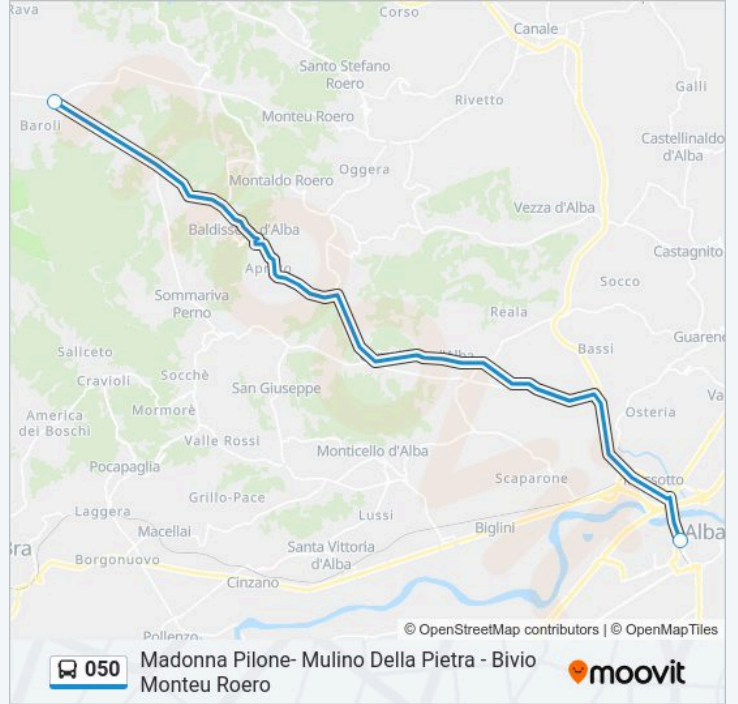 Rava
Corso
Canale
Santo Stefano
Roero
Galli
Rivetto
Baroli
Monteu Roero
Castellinaldo
d'Alba
Oggera
Montaldo Roero
Vezza d'Alba
Baldissero d'Alba
Castagnito
Sommariva
Perno
Socco
Reala
Guarene
Saliceto
Bassi
Cravioli
Socchè
San Giuseppe
Mormorè
America
dei Boschi
Osteria
Valle Rossi
Monticello d'Alba
Pocapaglia
Scaparone
Grillo-Pace
Laggera
Lussi
Macellai
Biglini
Alba
Borgonuovo
Santa Vittoria
d'Alba
Cinzano
Pollenzo
© OpenStreetMap contributors | © OpenMapTiles
050
Madonna Pilone- Mulino Della Pietra - Bivio
Monteu Roero
moovit